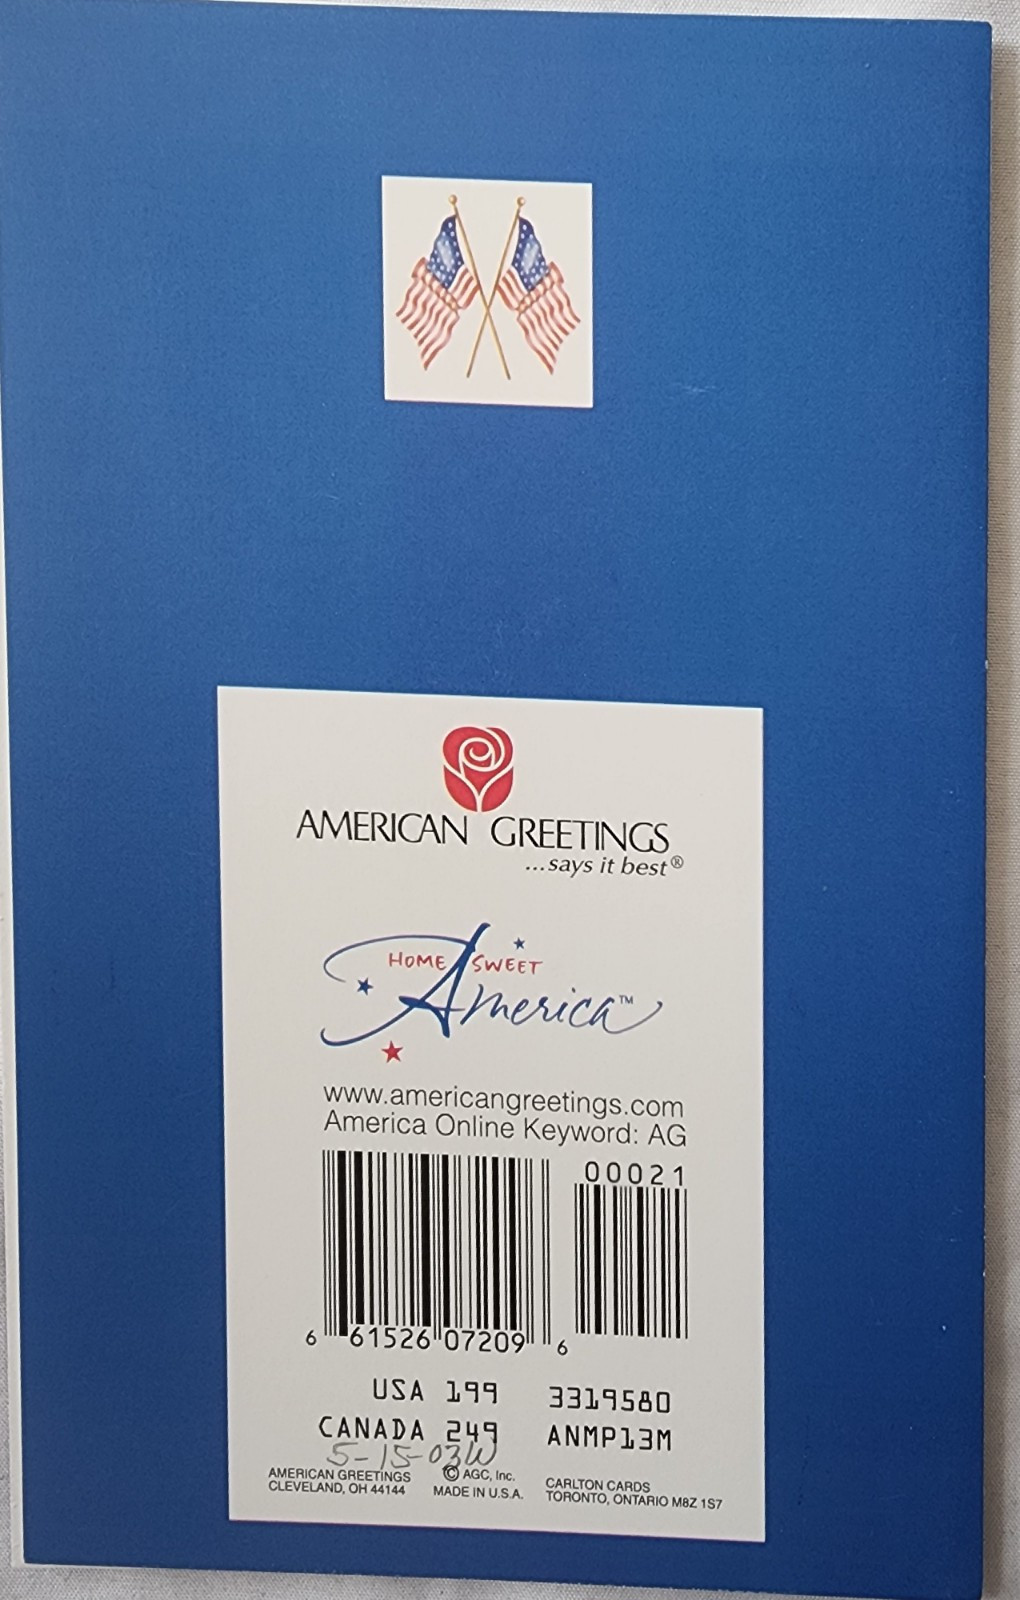 AMERICAN GREETINGS
...says it best®
HOME SWEET
America™
www.americangreetings.com
America Online Keyword: AG
00021
6 61526 07209 6
USA 199 3319580
CANADA 249 ANMP13M
5-15-03W
AMERICAN GREETINGS © AGC, Inc. CARLTON CARDS
CLEVELAND, OH 44144 MADE IN U.S.A. TORONTO, ONTARIO M8Z 1S7